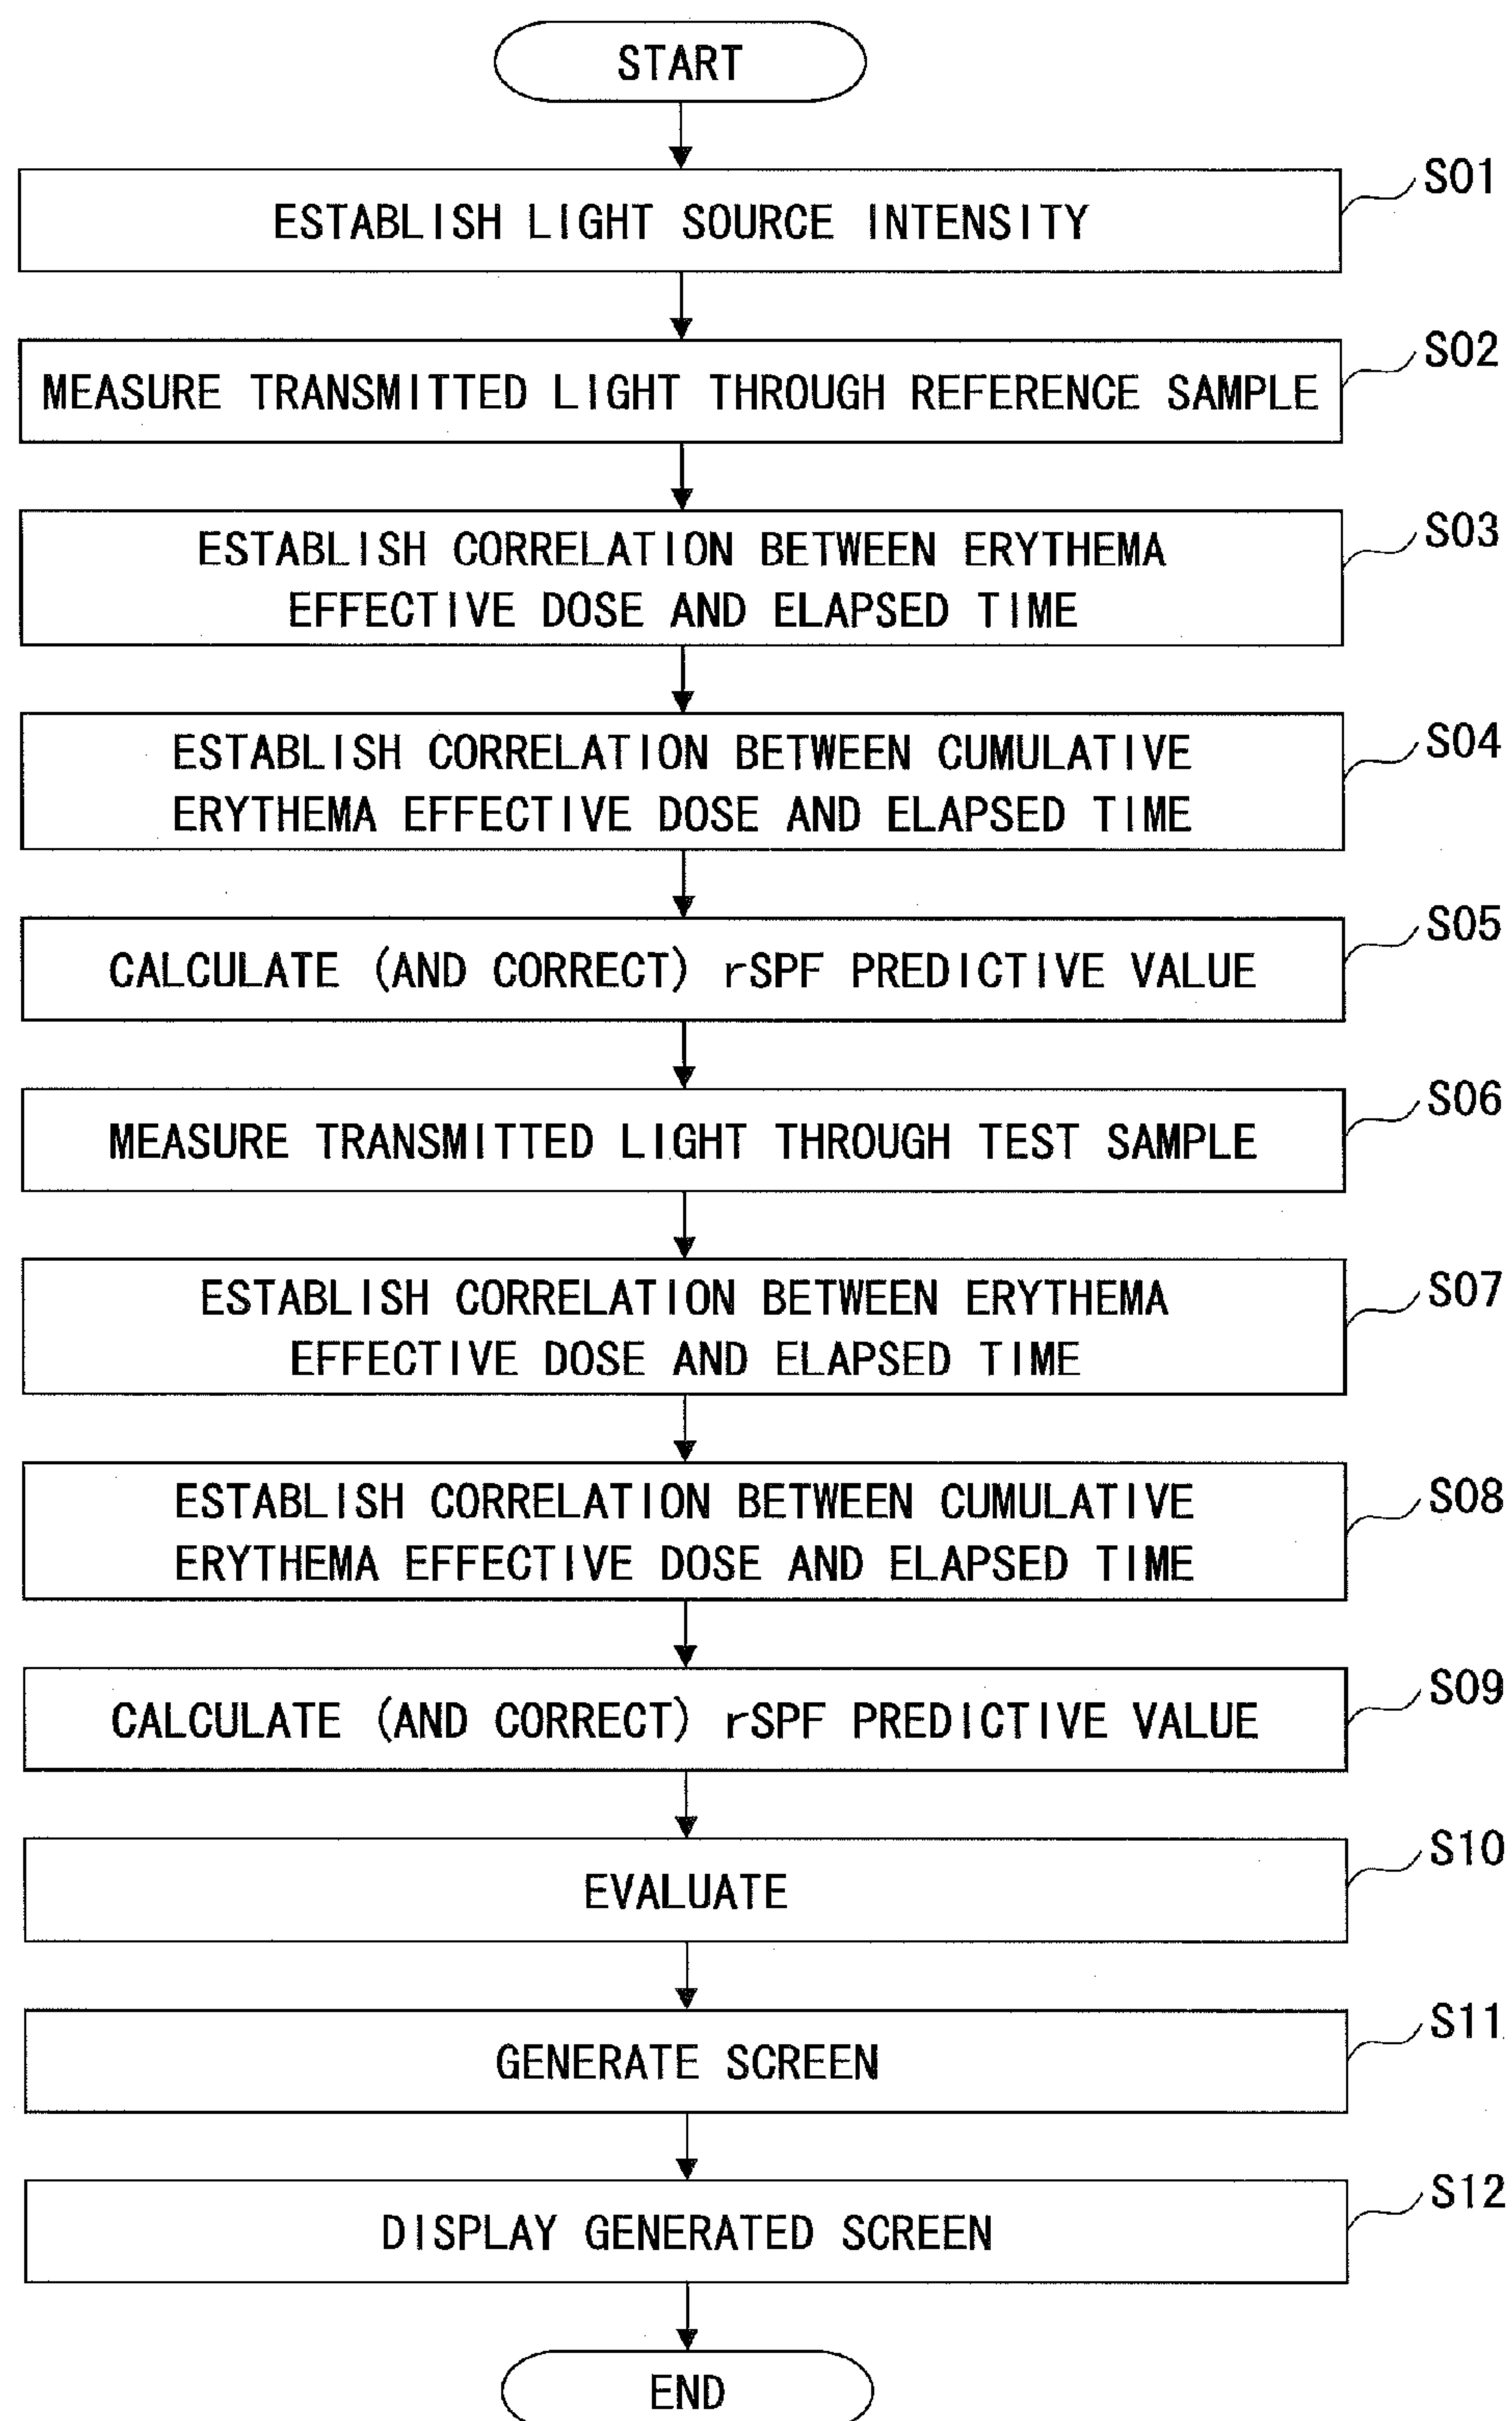 START
S01
ESTABLISH LIGHT SOURCE INTENSITY
S02
MEASURE TRANSMITTED LIGHT THROUGH REFERENCE SAMPLE
S03
ESTABLISH CORRELATION BETWEEN ERYTHEMA
EFFECTIVE DOSE AND ELAPSED TIME
S04
ESTABLISH CORRELATION BETWEEN CUMULATIVE
ERYTHEMA EFFECTIVE DOSE AND ELAPSED TIME
S05
CALCULATE (AND CORRECT) rSPF PREDICTIVE VALUE
S06
MEASURE TRANSMITTED LIGHT THROUGH TEST SAMPLE
S07
ESTABLISH CORRELATION BETWEEN ERYTHEMA
EFFECTIVE DOSE AND ELAPSED TIME
S08
ESTABLISH CORRELATION BETWEEN CUMULATIVE
ERYTHEMA EFFECTIVE DOSE AND ELAPSED TIME
S09
CALCULATE (AND CORRECT) rSPF PREDICTIVE VALUE
S10
EVALUATE
S11
GENERATE SCREEN
S12
DISPLAY GENERATED SCREEN
END